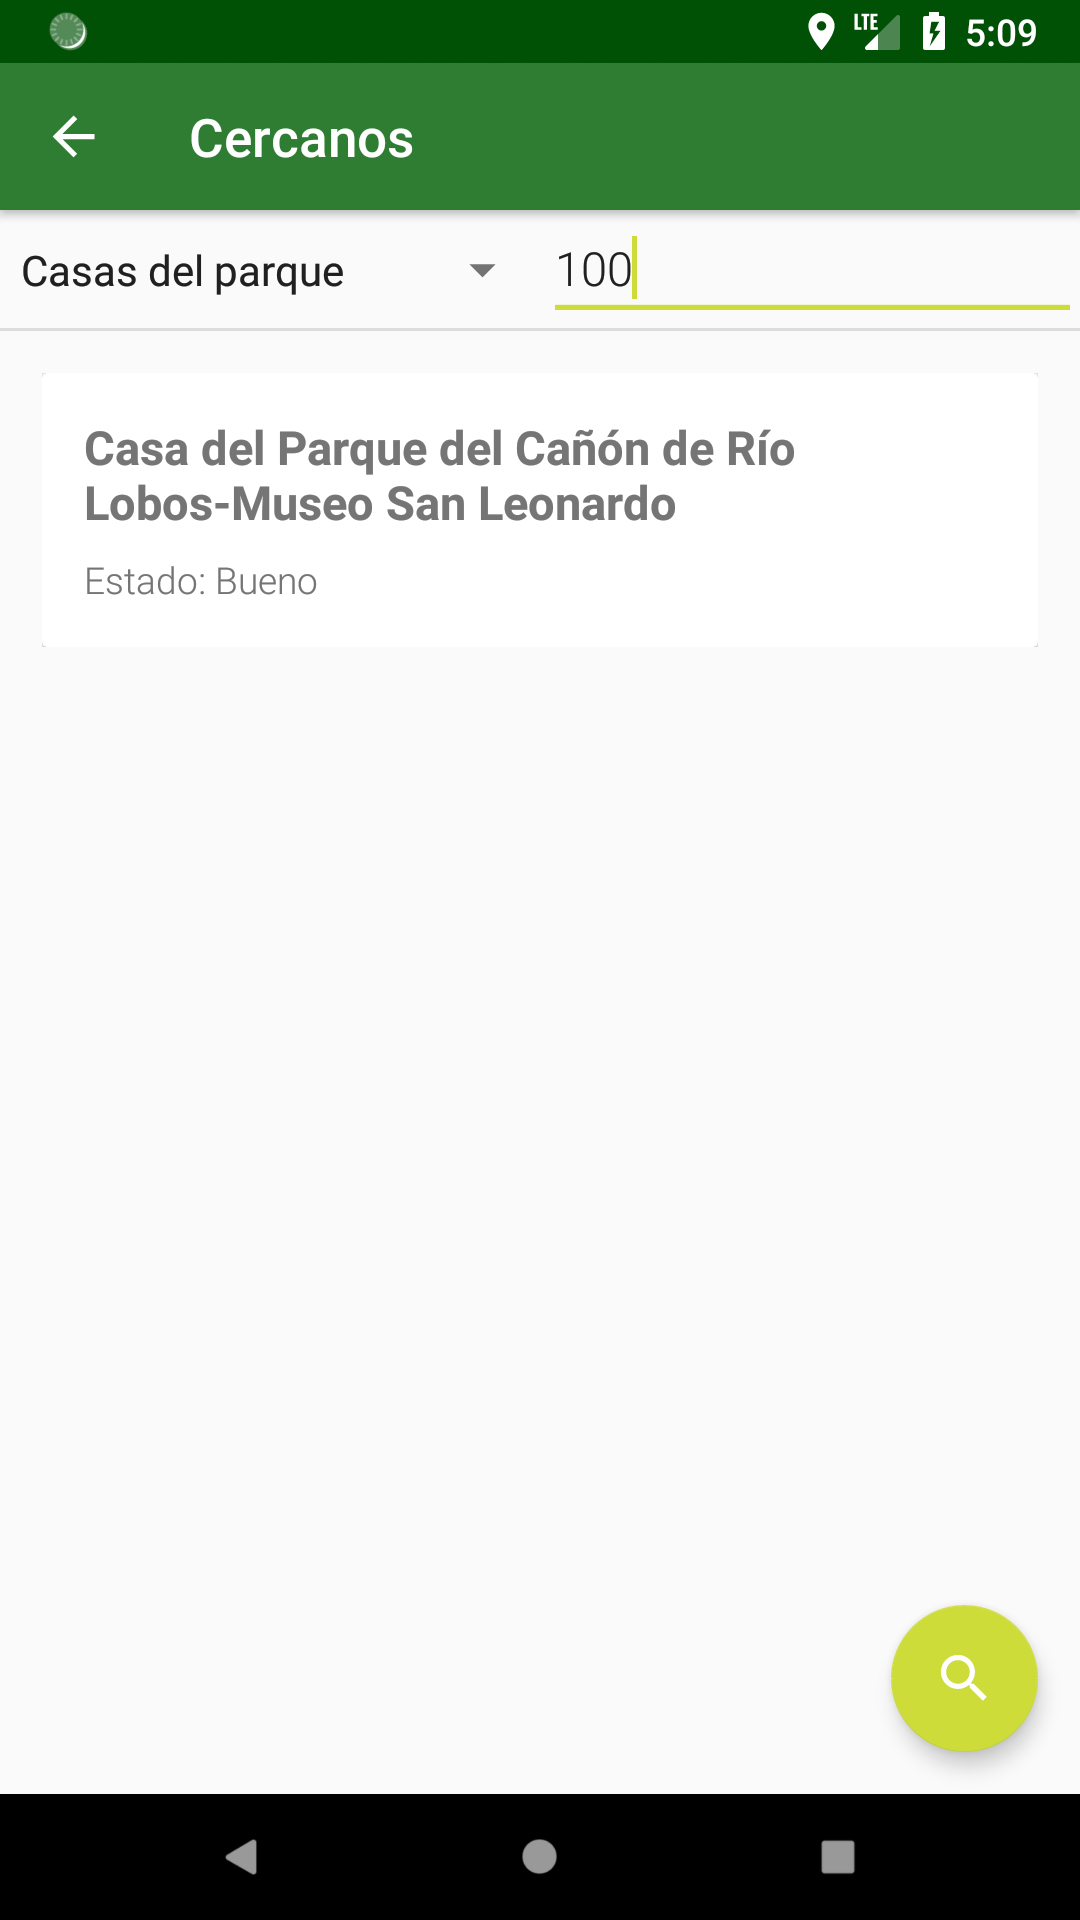 LTE 5:09
Cercanos
Casas del parque 100
Casa del Parque del Cañón de Río
Lobos-Museo San Leonardo
Estado: Bueno